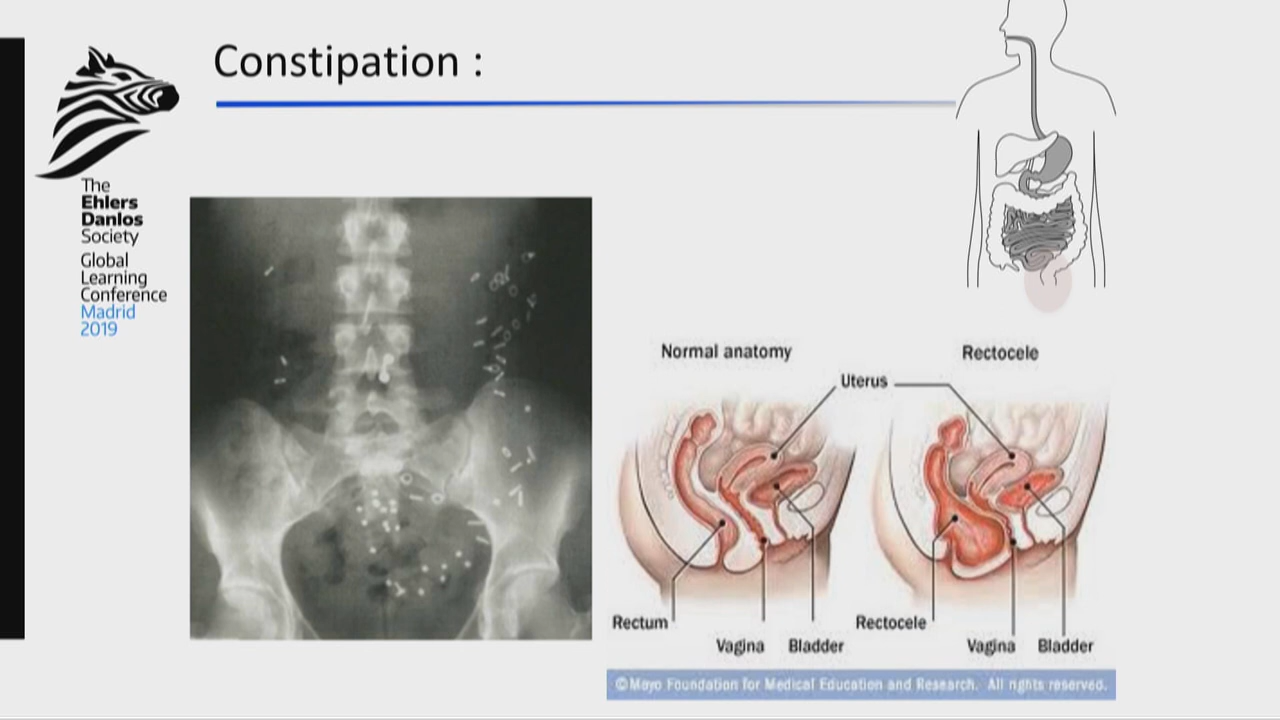 Constipation :
The
Ehlers
Danlos
Society
Global
Learning
Conference
Madrid
2019
Normal anatomy
Rectocele
Uterus
Rectum
Vagina
Bladder
Rectocele
Vagina
Bladder
©Mayo Foundation for Medical Education and Research. All rights reserved.